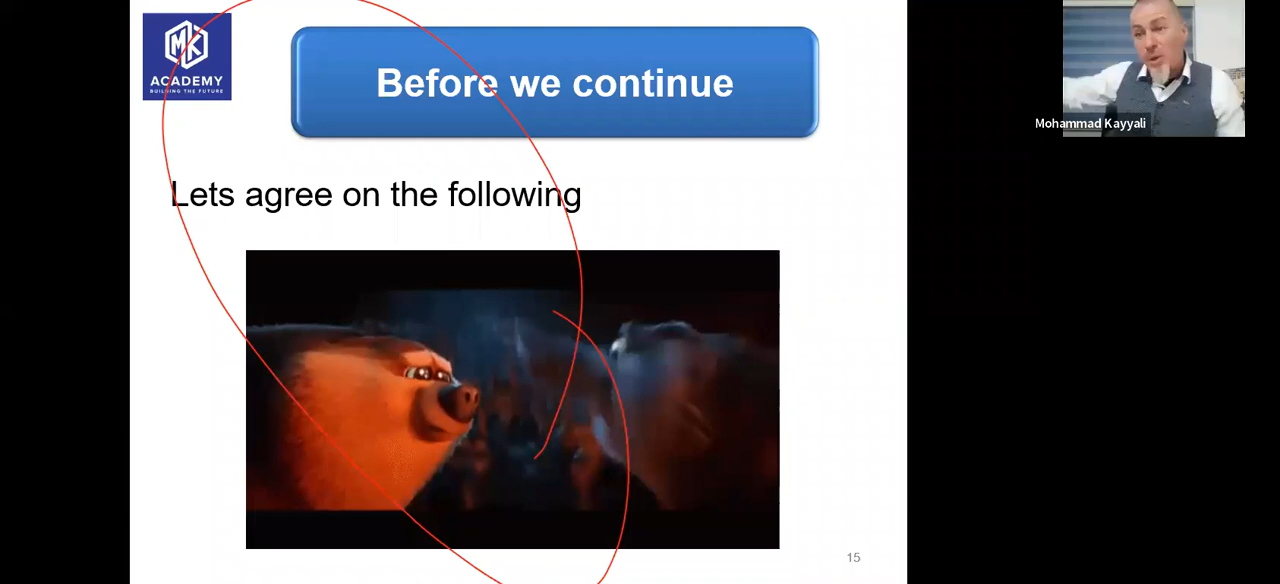 MK
ACADEMY
BUILDING THE FUTURE
Before we continue
Lets agree on the following
15
Mohammad Kayyali